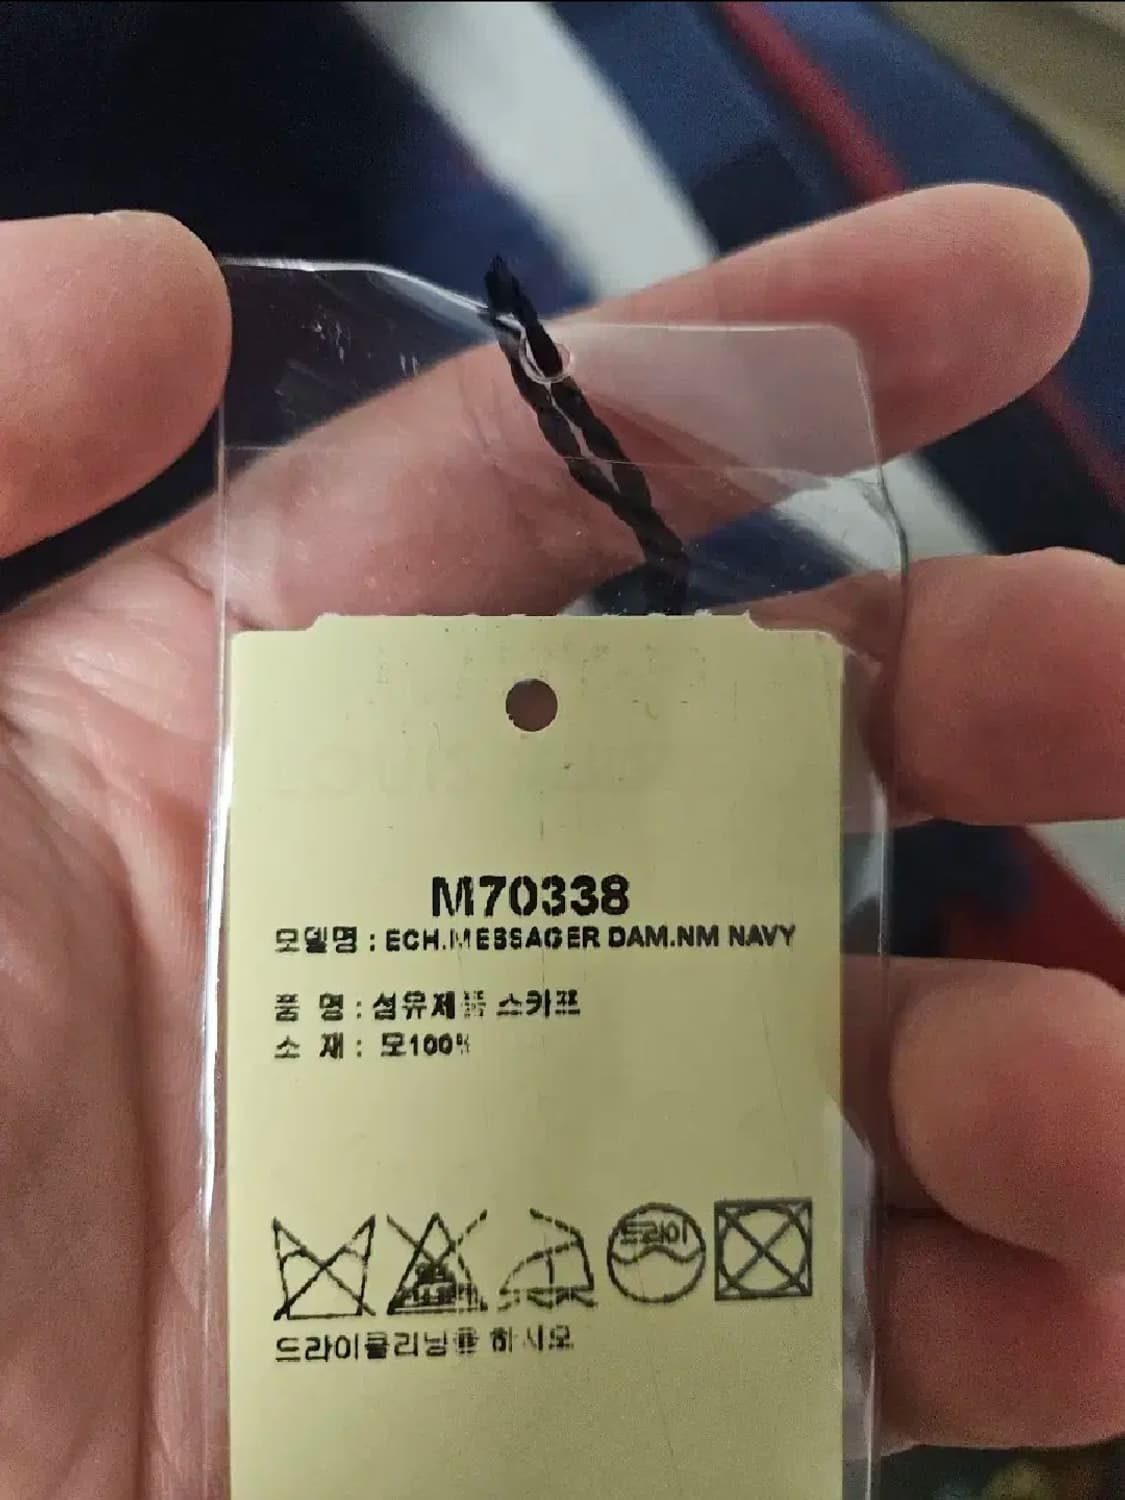 M70338
모델명 : ECH.MESSAGER DAM.NM NAVY
품 명 : 섬유제품 스카프
소 재 : 모100%
드라이
드라이클리닝을 하시오